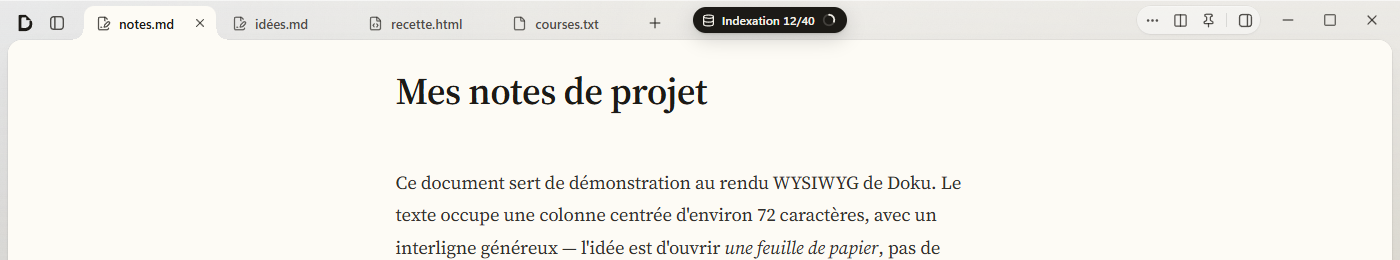 notes.md
idées.md
recette.html
courses.txt
Indexation 12/40
Mes notes de projet
Ce document sert de démonstration au rendu WYSIWYG de Doku. Le
texte occupe une colonne centrée d'environ 72 caractères, avec un
interligne généreux — l'idée est d'ouvrir une feuille de papier, pas de